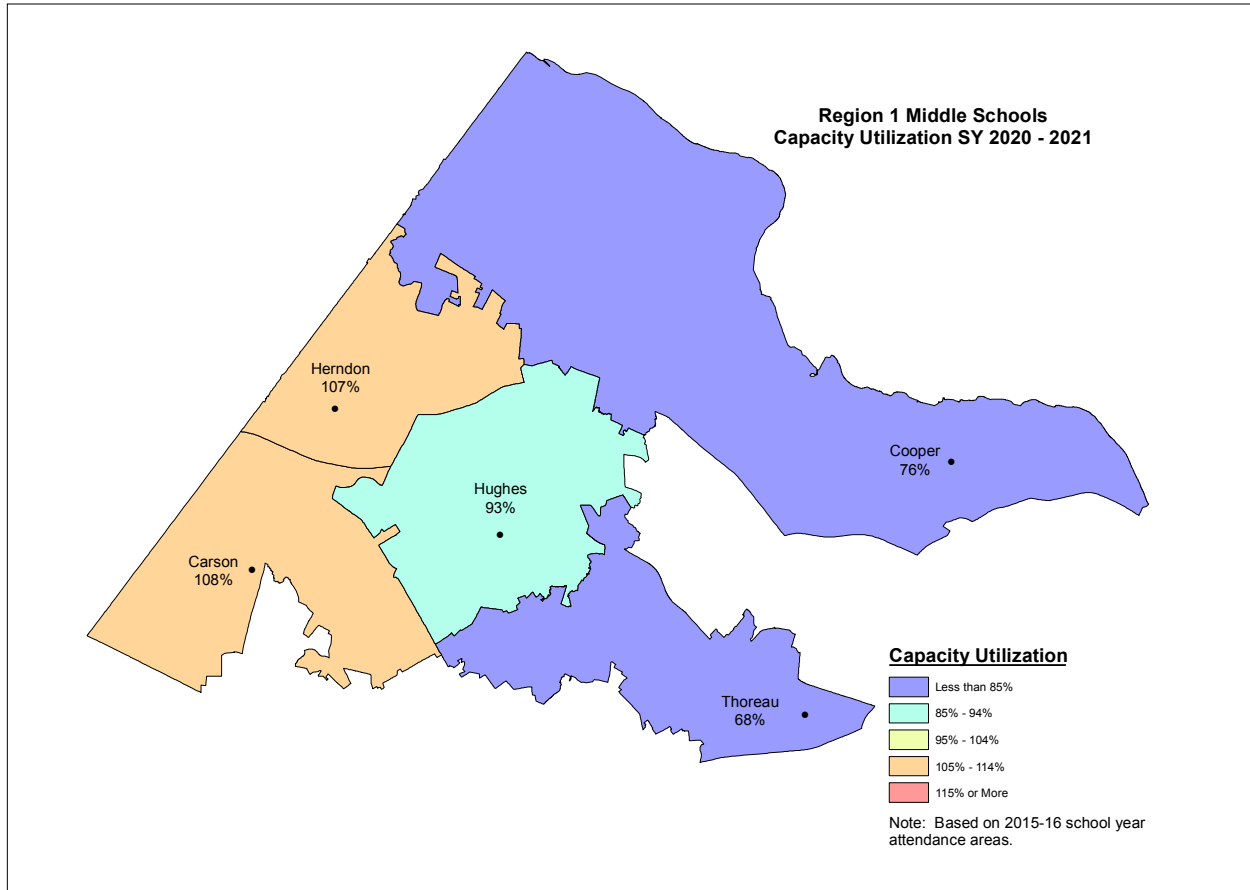 Region 1 Middle Schools
Capacity Utilization SY 2020 - 2021
Herndon
107%
Cooper
76%
Hughes
93%
Carson
108%
Thoreau
68%
Capacity Utilization
Less than 85%
85% - 94%
95% - 104%
105% - 114%
115% or More
Note:  Based on 2015-16 school year
attendance areas.